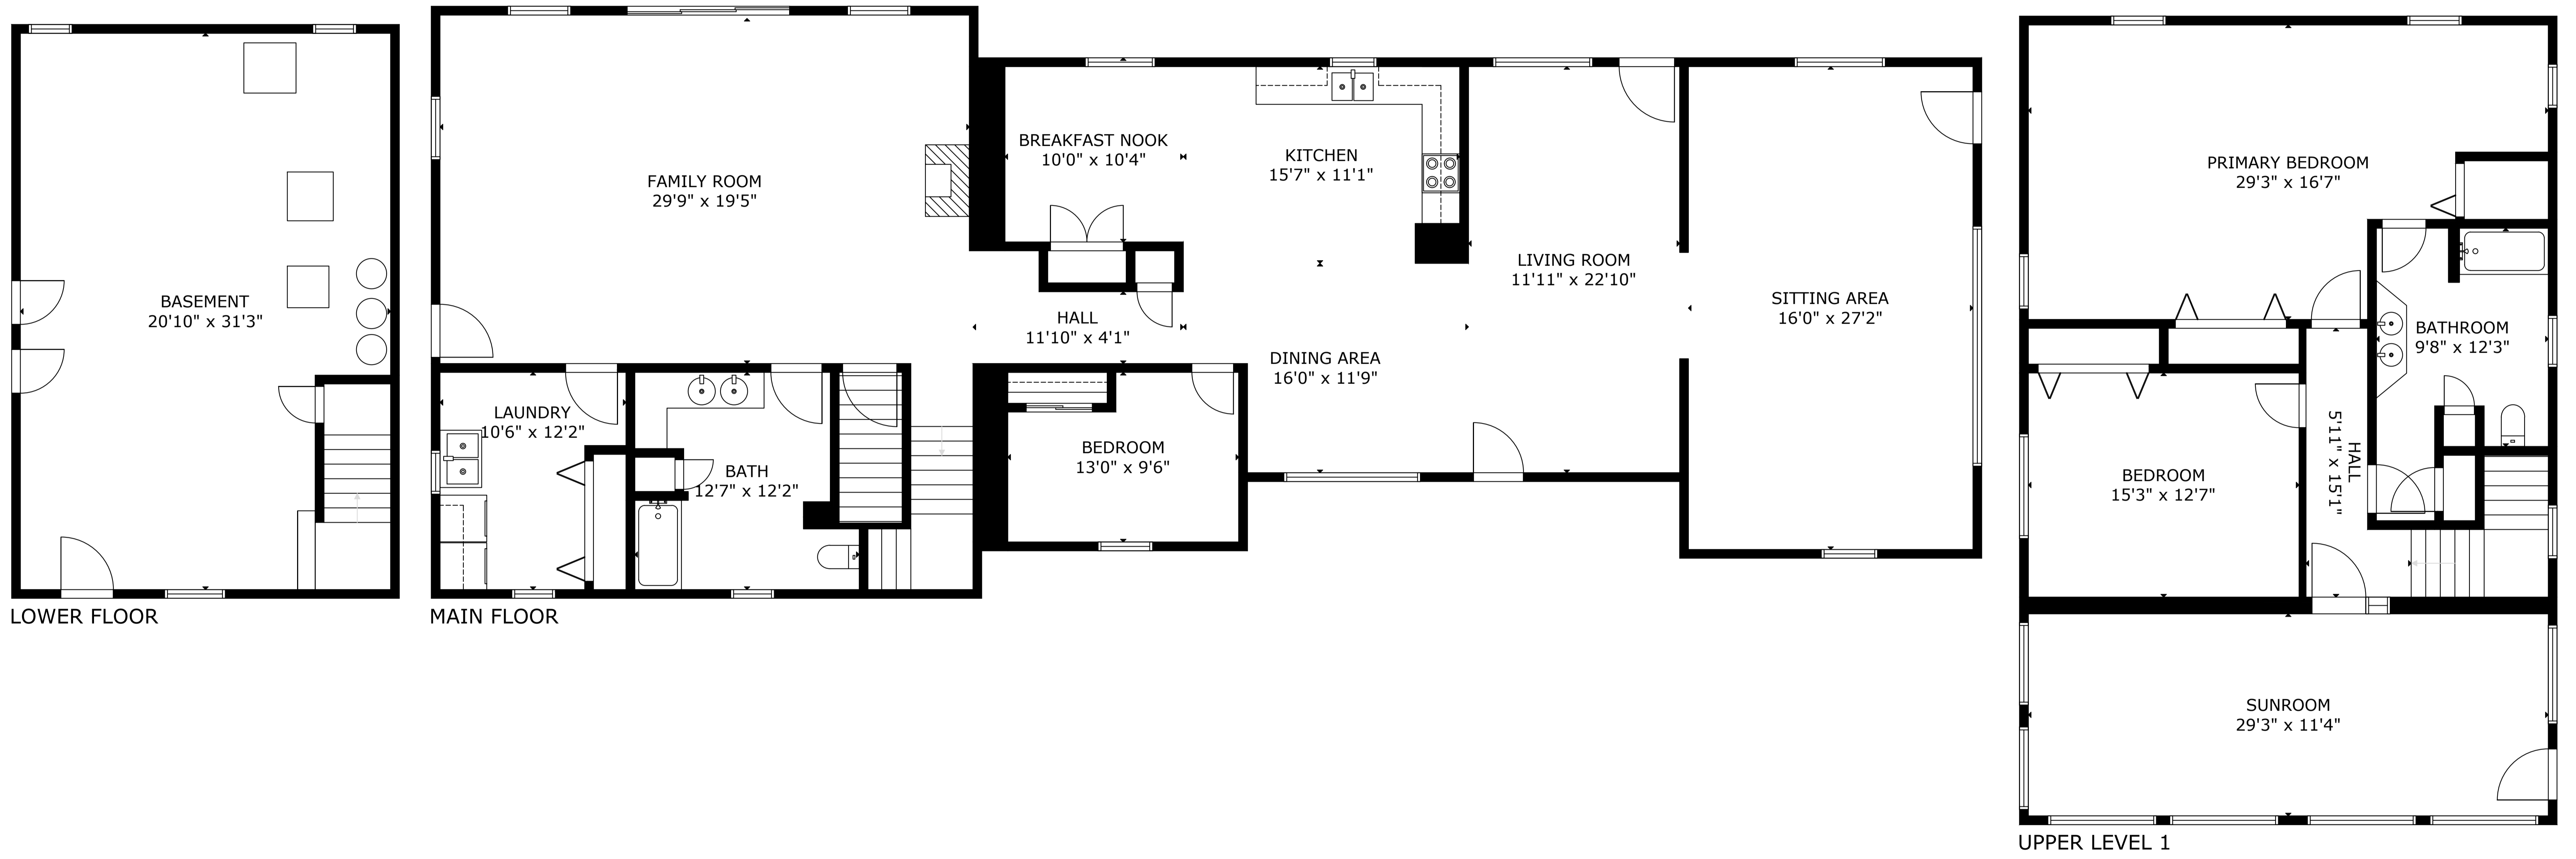 BASEMENT
20'10" x 31'3"
LOWER FLOOR
FAMILY ROOM
29'9" x 19'5"
BREAKFAST NOOK
10'0" x 10'4"
KITCHEN
15'7" x 11'1"
LIVING ROOM
11'11" x 22'10"
SITTING AREA
16'0" x 27'2"
HALL
11'10" x 4'1"
DINING AREA
16'0" x 11'9"
LAUNDRY
10'6" x 12'2"
BATH
12'7" x 12'2"
BEDROOM
13'0" x 9'6"
MAIN FLOOR
PRIMARY BEDROOM
29'3" x 16'7"
BATHROOM
9'8" x 12'3"
BEDROOM
15'3" x 12'7"
HALL
5'11" x 15'1"
SUNROOM
29'3" x 11'4"
UPPER LEVEL 1